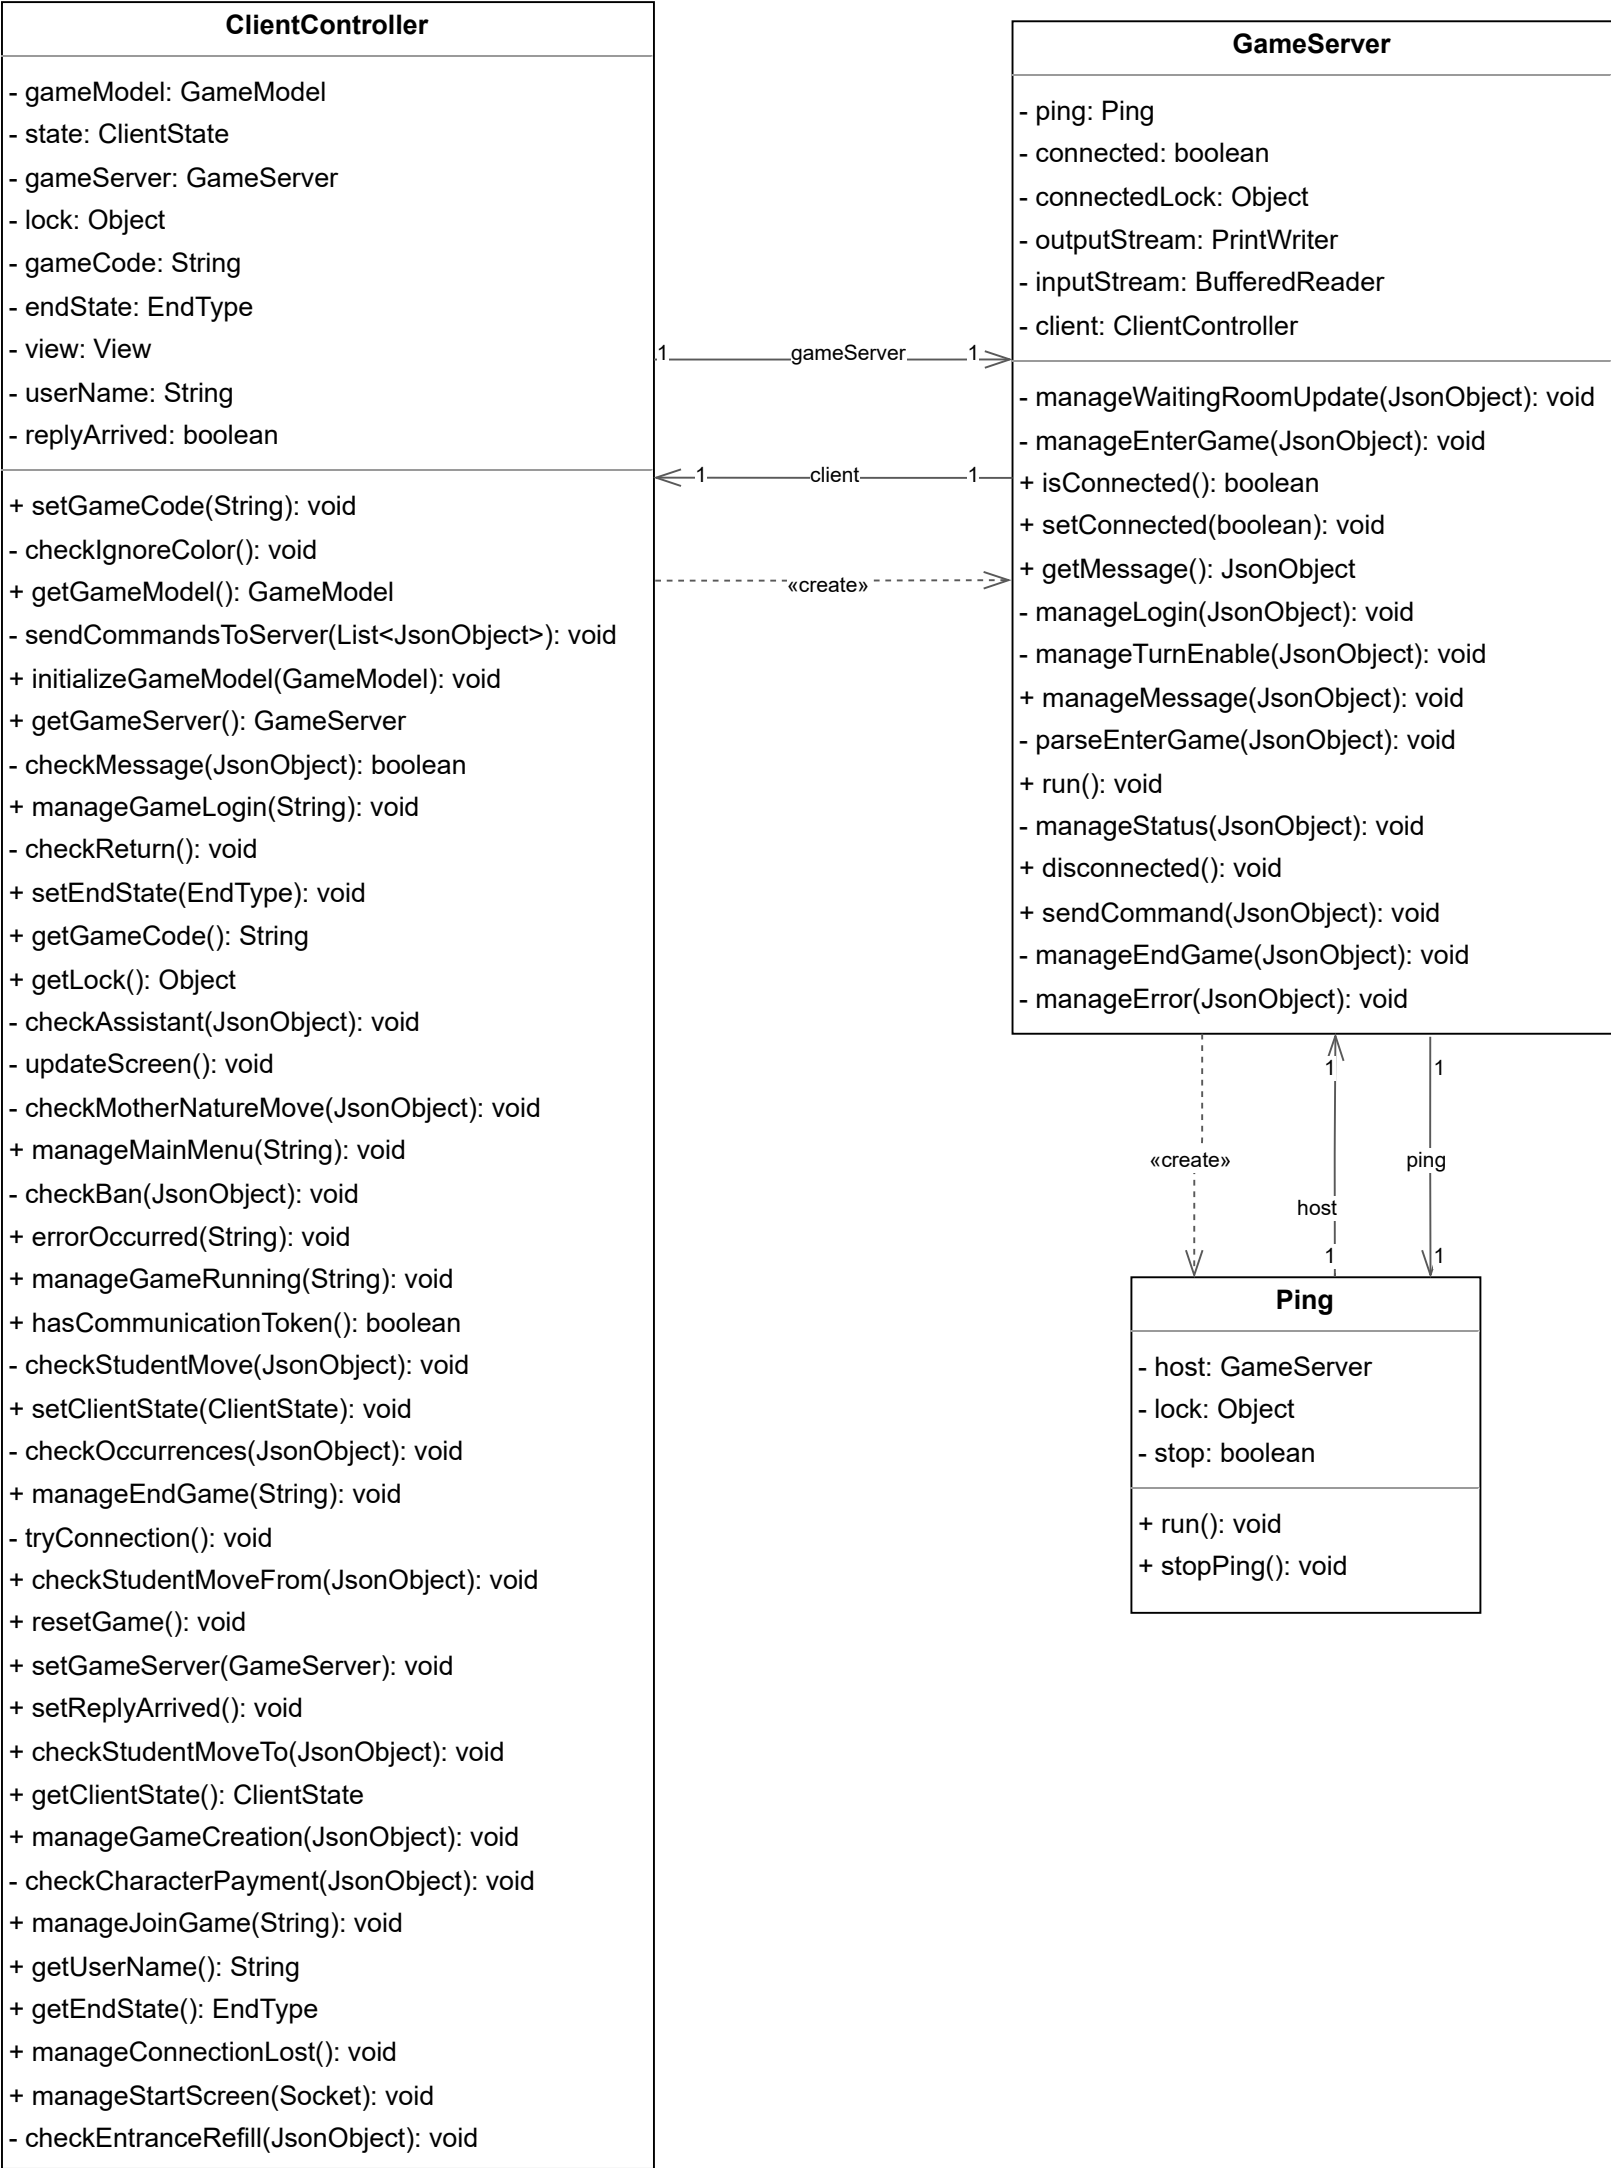 ClientController
- gameModel: GameModel
- state: ClientState
- gameServer: GameServer
- lock: Object
- gameCode: String
- endState: EndType
- view: View
- userName: String
- replyArrived: boolean
+ setGameCode(String): void
- checkIgnoreColor(): void
+ getGameModel(): GameModel
- sendCommandsToServer(List<JsonObject>): void
+ initializeGameModel(GameModel): void
+ getGameServer(): GameServer
- checkMessage(JsonObject): boolean
+ manageGameLogin(String): void
- checkReturn(): void
+ setEndState(EndType): void
+ getGameCode(): String
+ getLock(): Object
- checkAssistant(JsonObject): void
- updateScreen(): void
- checkMotherNatureMove(JsonObject): void
+ manageMainMenu(String): void
- checkBan(JsonObject): void
+ errorOccurred(String): void
+ manageGameRunning(String): void
+ hasCommunicationToken(): boolean
- checkStudentMove(JsonObject): void
+ setClientState(ClientState): void
- checkOccurrences(JsonObject): void
+ manageEndGame(String): void
- tryConnection(): void
+ checkStudentMoveFrom(JsonObject): void
+ resetGame(): void
+ setGameServer(GameServer): void
+ setReplyArrived(): void
+ checkStudentMoveTo(JsonObject): void
+ getClientState(): ClientState
+ manageGameCreation(JsonObject): void
- checkCharacterPayment(JsonObject): void
+ manageJoinGame(String): void
+ getUserName(): String
+ getEndState(): EndType
+ manageConnectionLost(): void
+ manageStartScreen(Socket): void
- checkEntranceRefill(JsonObject): void
1 gameServer 1
1 client 1
«create»
GameServer
- ping: Ping
- connected: boolean
- connectedLock: Object
- outputStream: PrintWriter
- inputStream: BufferedReader
- client: ClientController
- manageWaitingRoomUpdate(JsonObject): void
- manageEnterGame(JsonObject): void
+ isConnected(): boolean
+ setConnected(boolean): void
+ getMessage(): JsonObject
- manageLogin(JsonObject): void
- manageTurnEnable(JsonObject): void
+ manageMessage(JsonObject): void
- parseEnterGame(JsonObject): void
+ run(): void
- manageStatus(JsonObject): void
+ disconnected(): void
+ sendCommand(JsonObject): void
- manageEndGame(JsonObject): void
- manageError(JsonObject): void
1 1
«create» ping
host
1 1
Ping
- host: GameServer
- lock: Object
- stop: boolean
+ run(): void
+ stopPing(): void